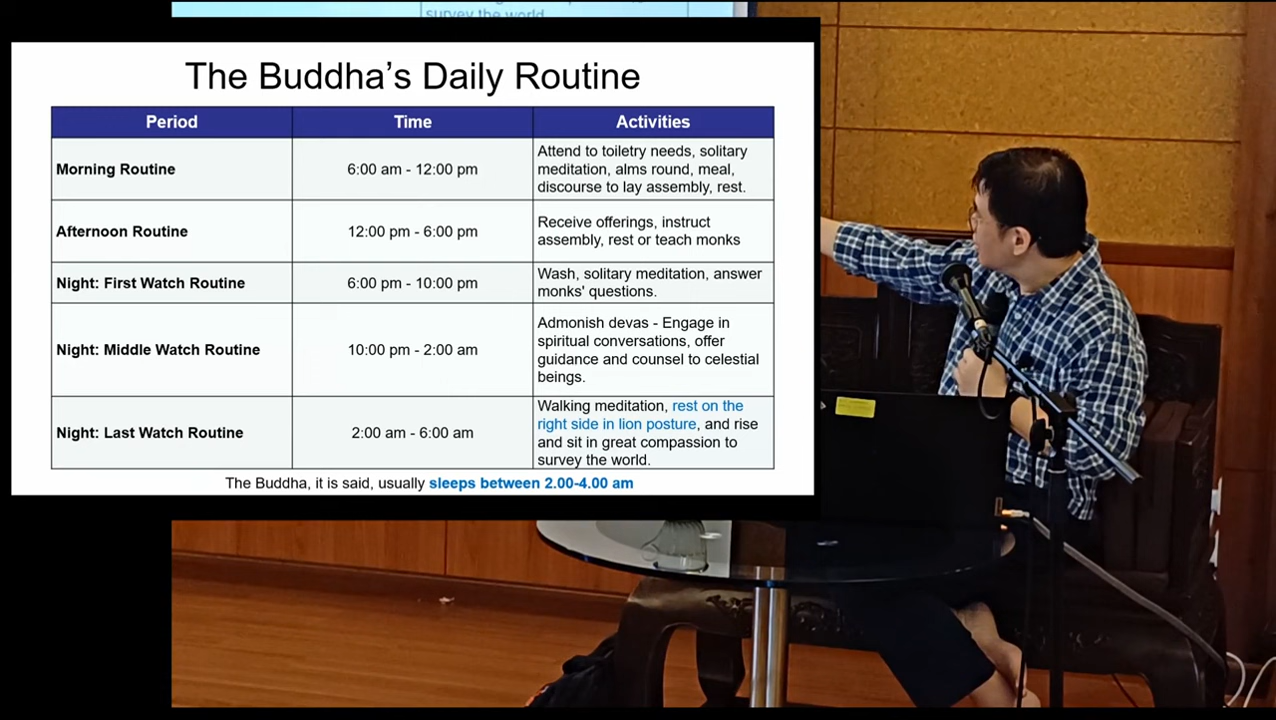 survey the world
The Buddha’s Daily Routine
Period Time Activities
Morning Routine 6:00 am - 12:00 pm Attend to toiletry needs, solitary
meditation, alms round, meal,
discourse to lay assembly, rest.
Afternoon Routine 12:00 pm - 6:00 pm Receive offerings, instruct
assembly, rest or teach monks
Night: First Watch Routine 6:00 pm - 10:00 pm Wash, solitary meditation, answer
monks' questions.
Night: Middle Watch Routine 10:00 pm - 2:00 am Admonish devas - Engage in
spiritual conversations, offer
guidance and counsel to celestial
beings.
Night: Last Watch Routine 2:00 am - 6:00 am Walking meditation, rest on the
right side in lion posture, and rise
and sit in great compassion to
survey the world.
The Buddha, it is said, usually sleeps between 2.00-4.00 am